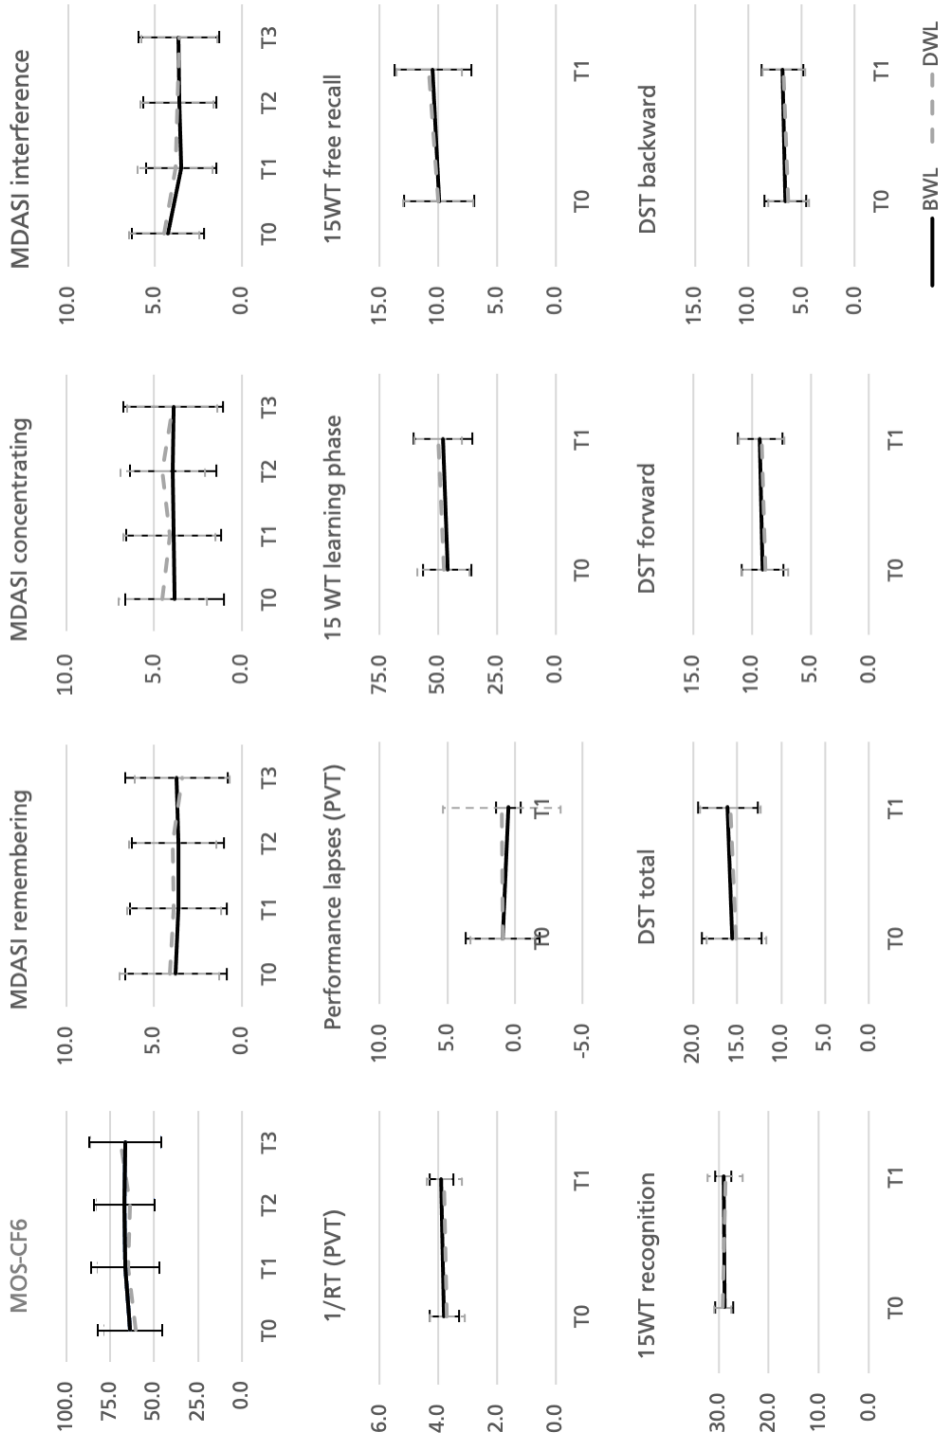 MOS-CF6
100.0
75.0
50.0
25.0
0.0
T0 T1 T2 T3
MDASI remembering
10.0
5.0
0.0
T0 T1 T2 T3
MDASI concentrating
10.0
5.0
0.0
T0 T1 T2 T3
MDASI interference
10.0
5.0
0.0
T0 T1 T2 T3
1/RT (PVT)
6.0
4.0
2.0
0.0
T0 T1
Performance lapses (PVT)
10.0
5.0
0.0
-5.0
T0 T1
15 WT learning phase
75.0
50.0
25.0
0.0
T0 T1
15WT free recall
15.0
10.0
5.0
0.0
T0 T1
15WT recognition
30.0
20.0
10.0
0.0
T0 T1
DST total
20.0
15.0
10.0
5.0
0.0
T0 T1
DST forward
15.0
10.0
5.0
0.0
T0 T1
DST backward
15.0
10.0
5.0
0.0
T0 T1
BWL DWL